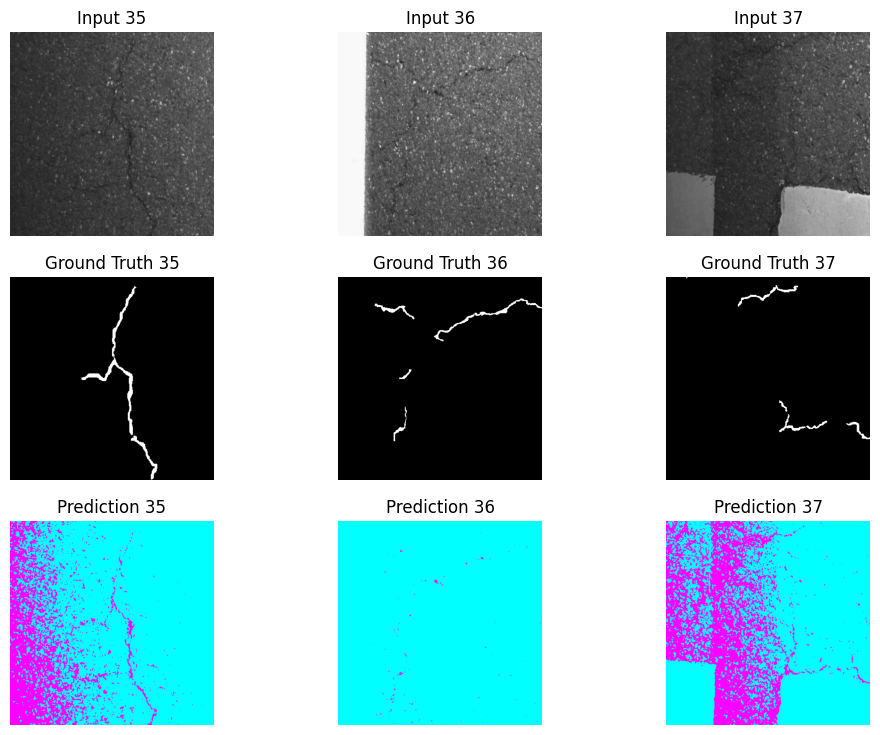 Input 35
Input 36
Input 37
Ground Truth 35
Ground Truth 36
Ground Truth 37
Prediction 35
Prediction 36
Prediction 37